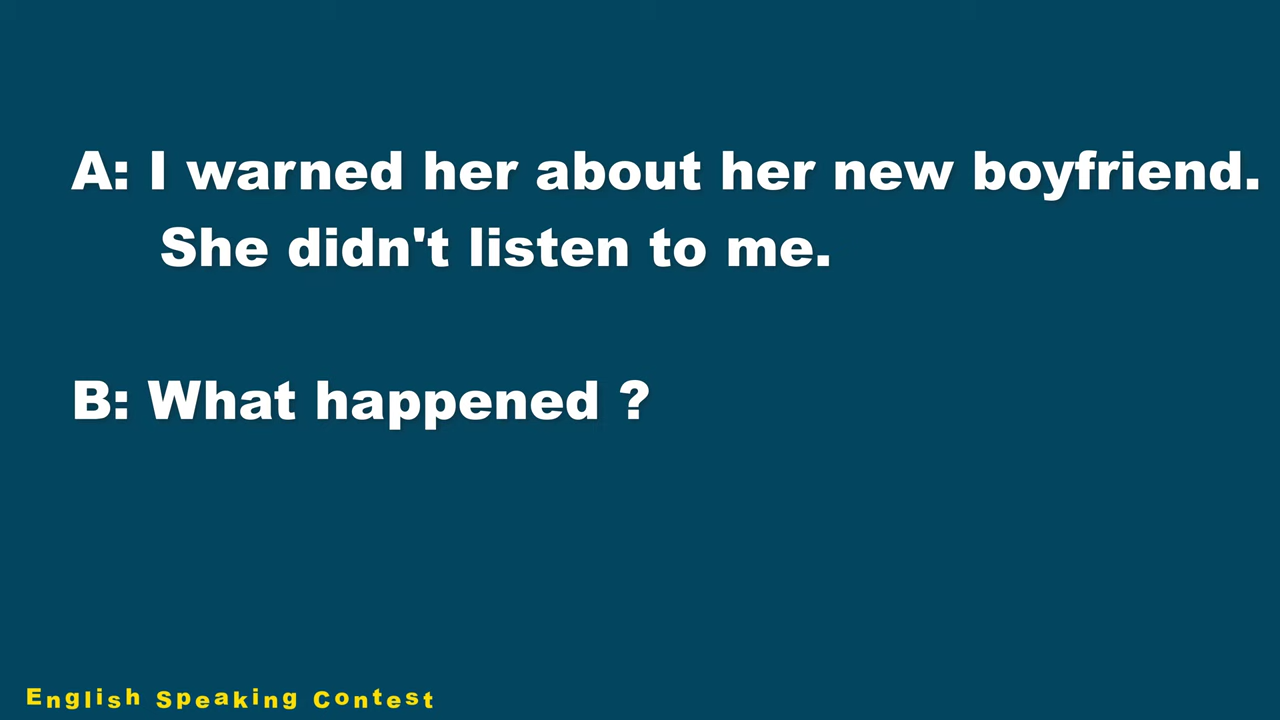 A: I warned her about her new boyfriend.
She didn't listen to me.
B: What happened ?
English Speaking Contest